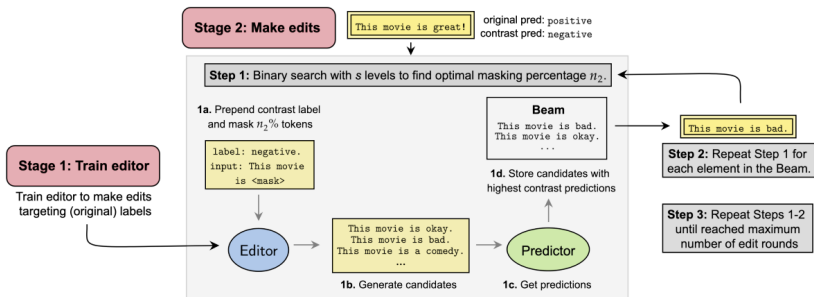 Stage 2: Make edits
This movie is great!
original pred: positive
contrast pred: negative
Step 1: Binary search with s levels to find optimal masking percentage n₂.
1a. Prepend contrast label
and mask n₂% tokens
label: negative.
input: This movie
is <mask>
Beam
This movie is bad.
This movie is okay.
...
1d. Store candidates with
highest contrast predictions
This movie is bad.
Step 2: Repeat Step 1 for
each element in the Beam.
Step 3: Repeat Steps 1-2
until reached maximum
number of edit rounds
Stage 1: Train editor
Train editor to make edits
targeting (original) labels
Editor
This movie is okay.
This movie is bad.
This movie is a comedy.
...
Predictor
1b. Generate candidates
1c. Get predictions